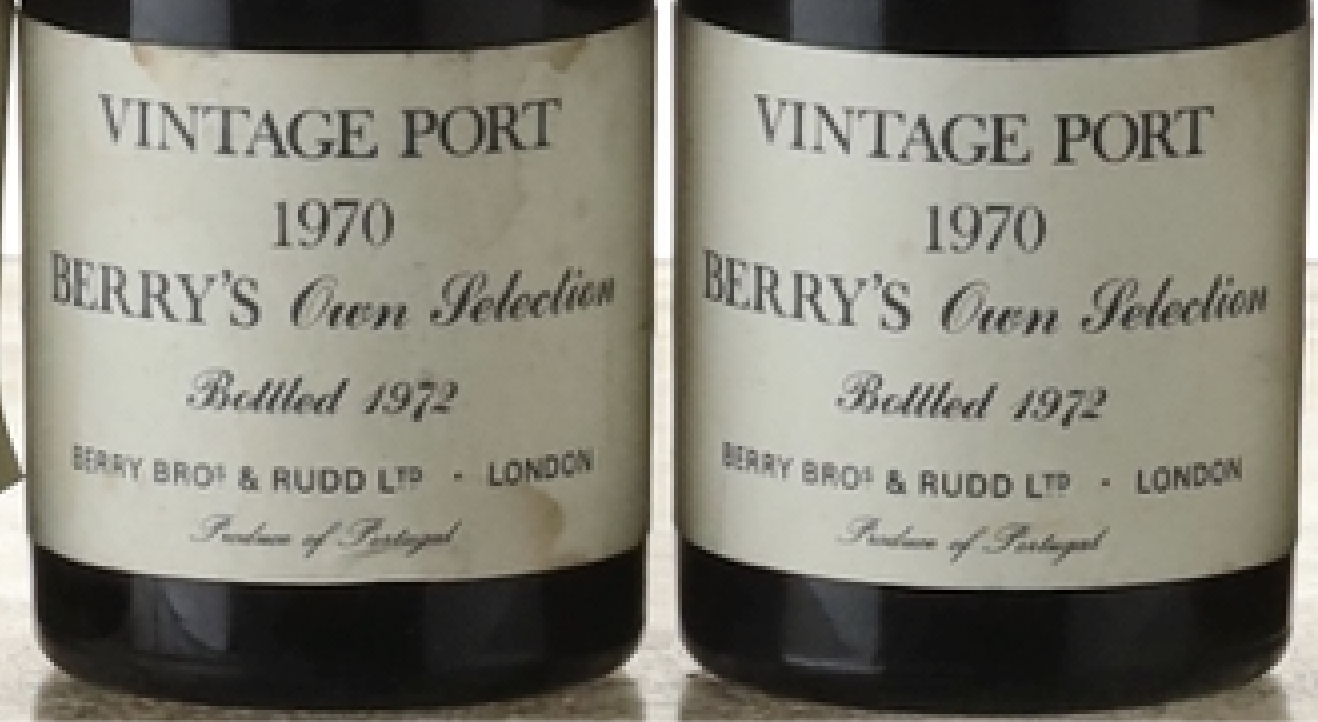 VINTAGE PORT
1970
BERRY'S Own Selection
Bottled 1972
BERRY BROS & RUDD LTD · LONDON
Produce of Portugal
VINTAGE PORT
1970
BERRY'S Own Selection
Bottled 1972
BERRY BROS & RUDD LTD · LONDON
Produce of Portugal